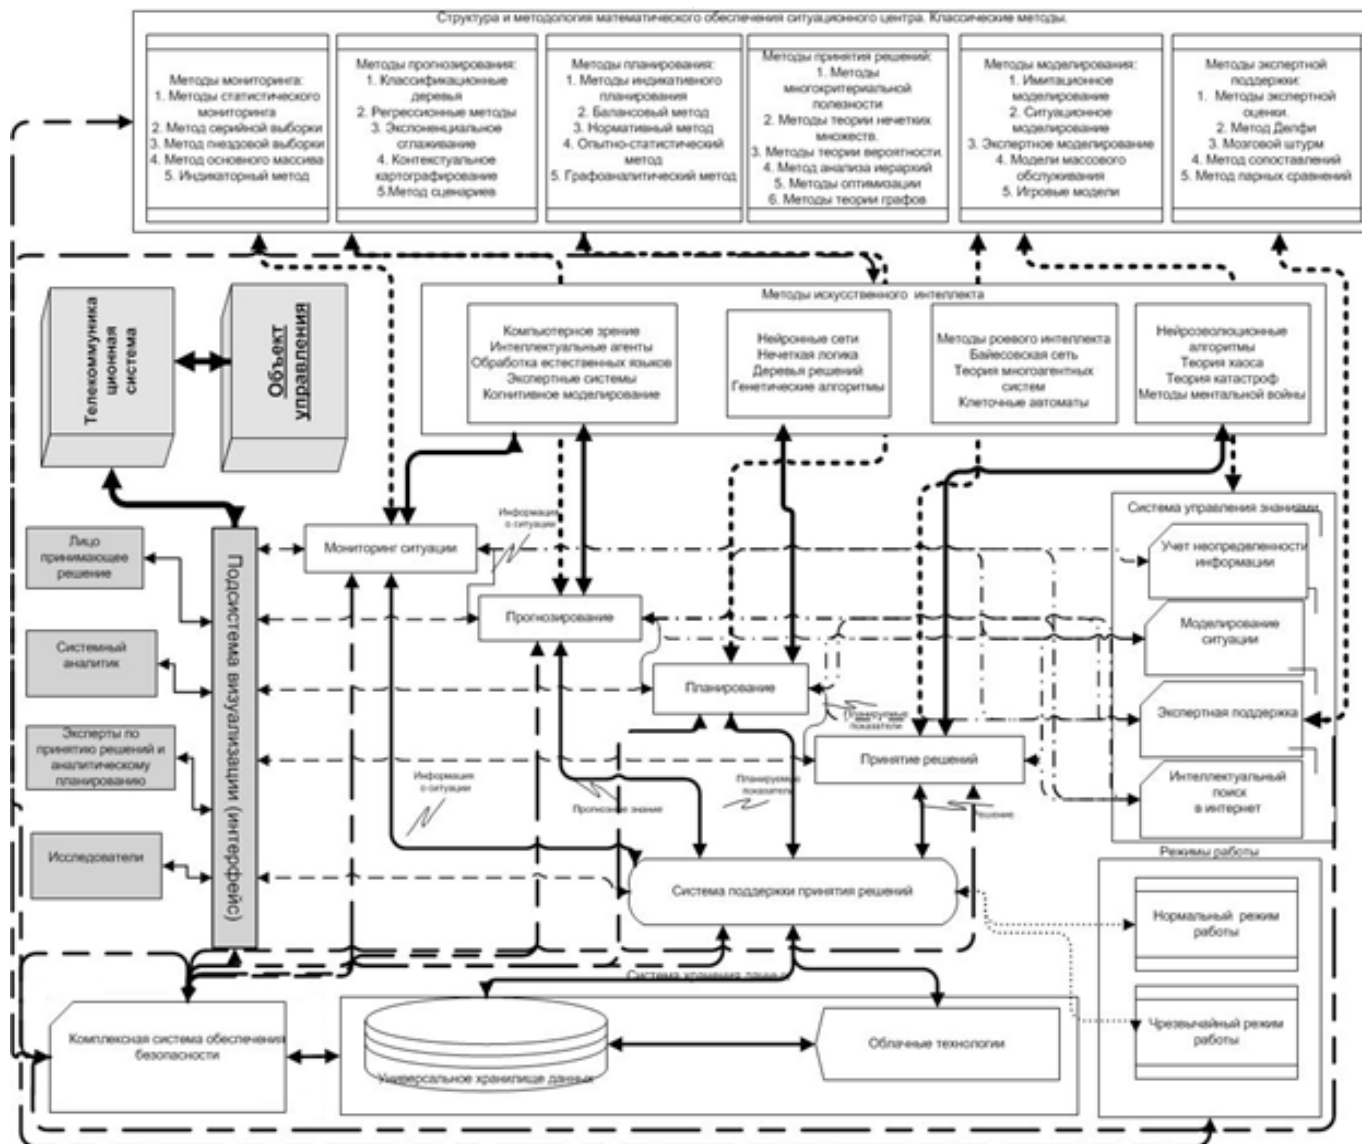 Структура и методология математического обеспечения ситуационного центра. Классические методы.
Методы мониторинга:
1. Методы статистического
мониторинга
2. Метод серийной выборки
3. Метод гнездовой выборки
4. Метод основного массива
5. Индикаторный метод
Методы прогнозирования:
1. Классификационные
деревья
2. Регрессионные методы
3. Экспоненциальное
сглаживание
4. Контекстуальное
картографирование
5.Метод сценариев
Методы планирования:
1. Методы индикативного
планирования
2. Балансовый метод
3. Нормативный метод
4. Опытно-статистический
метод
5. Графоаналитический метод
Методы принятия решений:
1. Методы
многокритериальной
полезности
2. Методы теории нечетких
множеств.
3. Методы теории вероятности.
4. Метод анализа иерархий
5. Методы оптимизации
6. Методы теории графов
Методы моделирования:
1. Имитационное
моделирование
2. Ситуационное
моделирование
3. Экспертное моделирование
4. Модели массового
обслуживания
5. Игровые модели
Методы экспертной
поддержки:
1. Методы экспертной
оценки.
2. Метод Делфи
3. Мозговой штурм
4. Метод сопоставлений
5. Метод парных сравнений
Телекоммуника
ционная
система
Объект
управления
Методы искусственного интеллекта
Компьютерное зрение
Интеллектуальные агенты
Обработка естественных языков
Экспертные системы
Когнитивное моделирование
Нейронные сети
Нечеткая логика
Деревья решений
Генетические алгоритмы
Методы роевого интеллекта
Байесовская сеть
Теория многоагентных
систем
Клеточные автоматы
Нейроэволюционные
алгоритмы
Теория хаоса
Теория катастроф
Методы ментальной войны
Лицо
принимающее
решение
Системный
аналитик
Эксперты по
принятию решений и
аналитическому
планированию
Исследователи
Подсистема визуализации (интерфейс)
Мониторинг ситуации
Информация
о ситуации
Прогнозирование
Планирование
Планируемые
показатели
Принятие решений
Информация
о ситуации
Прогнозное знание
Планируемые
показатели
Решение
Система поддержки принятия решений
Система управления знаниями
Учет неопределенности
информации
Моделирование
ситуации
Экспертная поддержка
Интеллектуальный
поиск
в интернет
Режимы работы
Нормальный режим
работы
Чрезвычайный режим
работы
Комплексная система обеспечения
безопасности
Система хранения данных
Универсальное хранилище данных
Облачные технологии